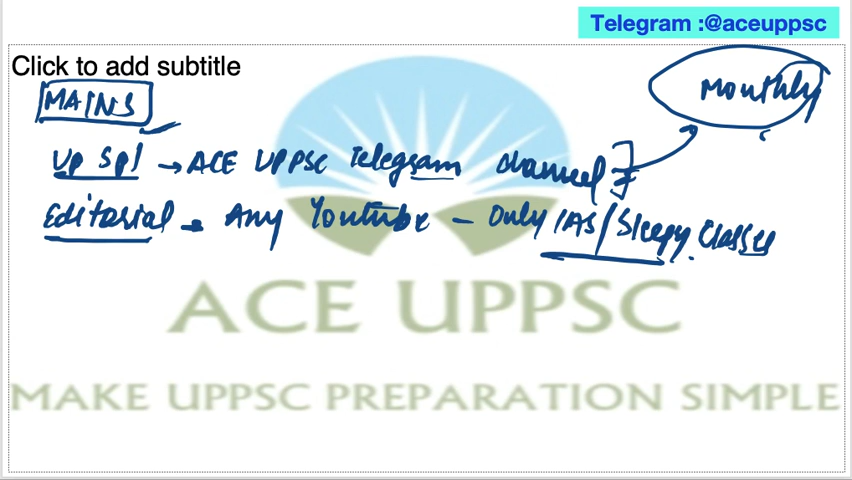 Telegram :@aceuppsc
Click to add subtitle
Monthly
MAINS
UP Spl → ACE UPPSC Telegram channel
Editorial → Any Youtube - Only IAS/Sleepy Classes
ACE UPPSC
MAKE UPPSC PREPARATION SIMPLE